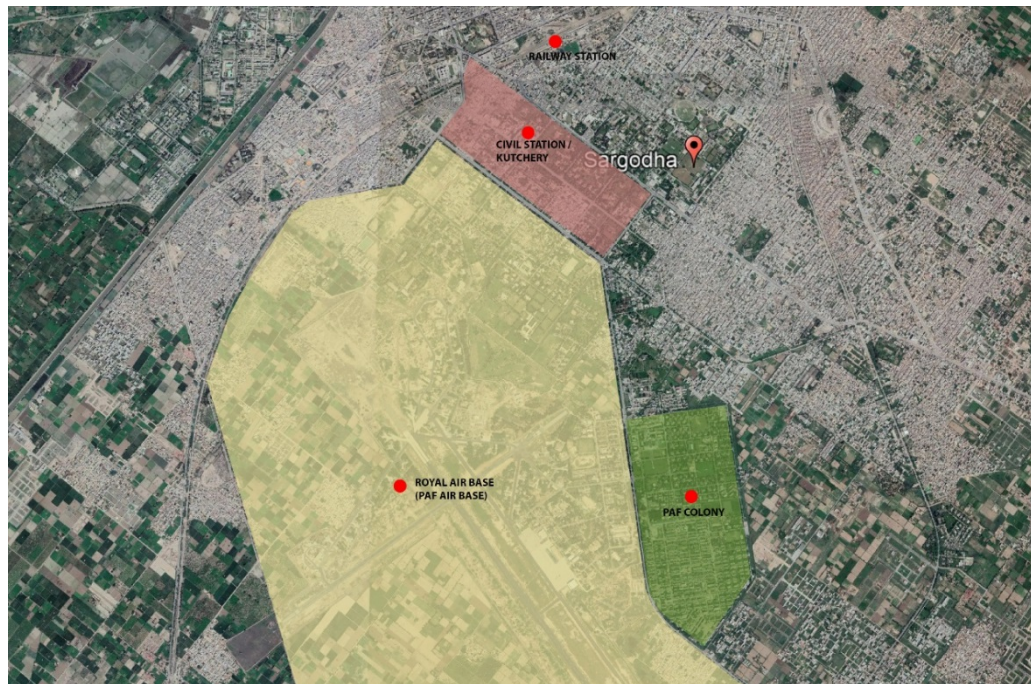 RAILWAY STATION
CIVIL STATION /
KUTCHERY
Sargodha
ROYAL AIR BASE
(PAF AIR BASE)
PAF COLONY